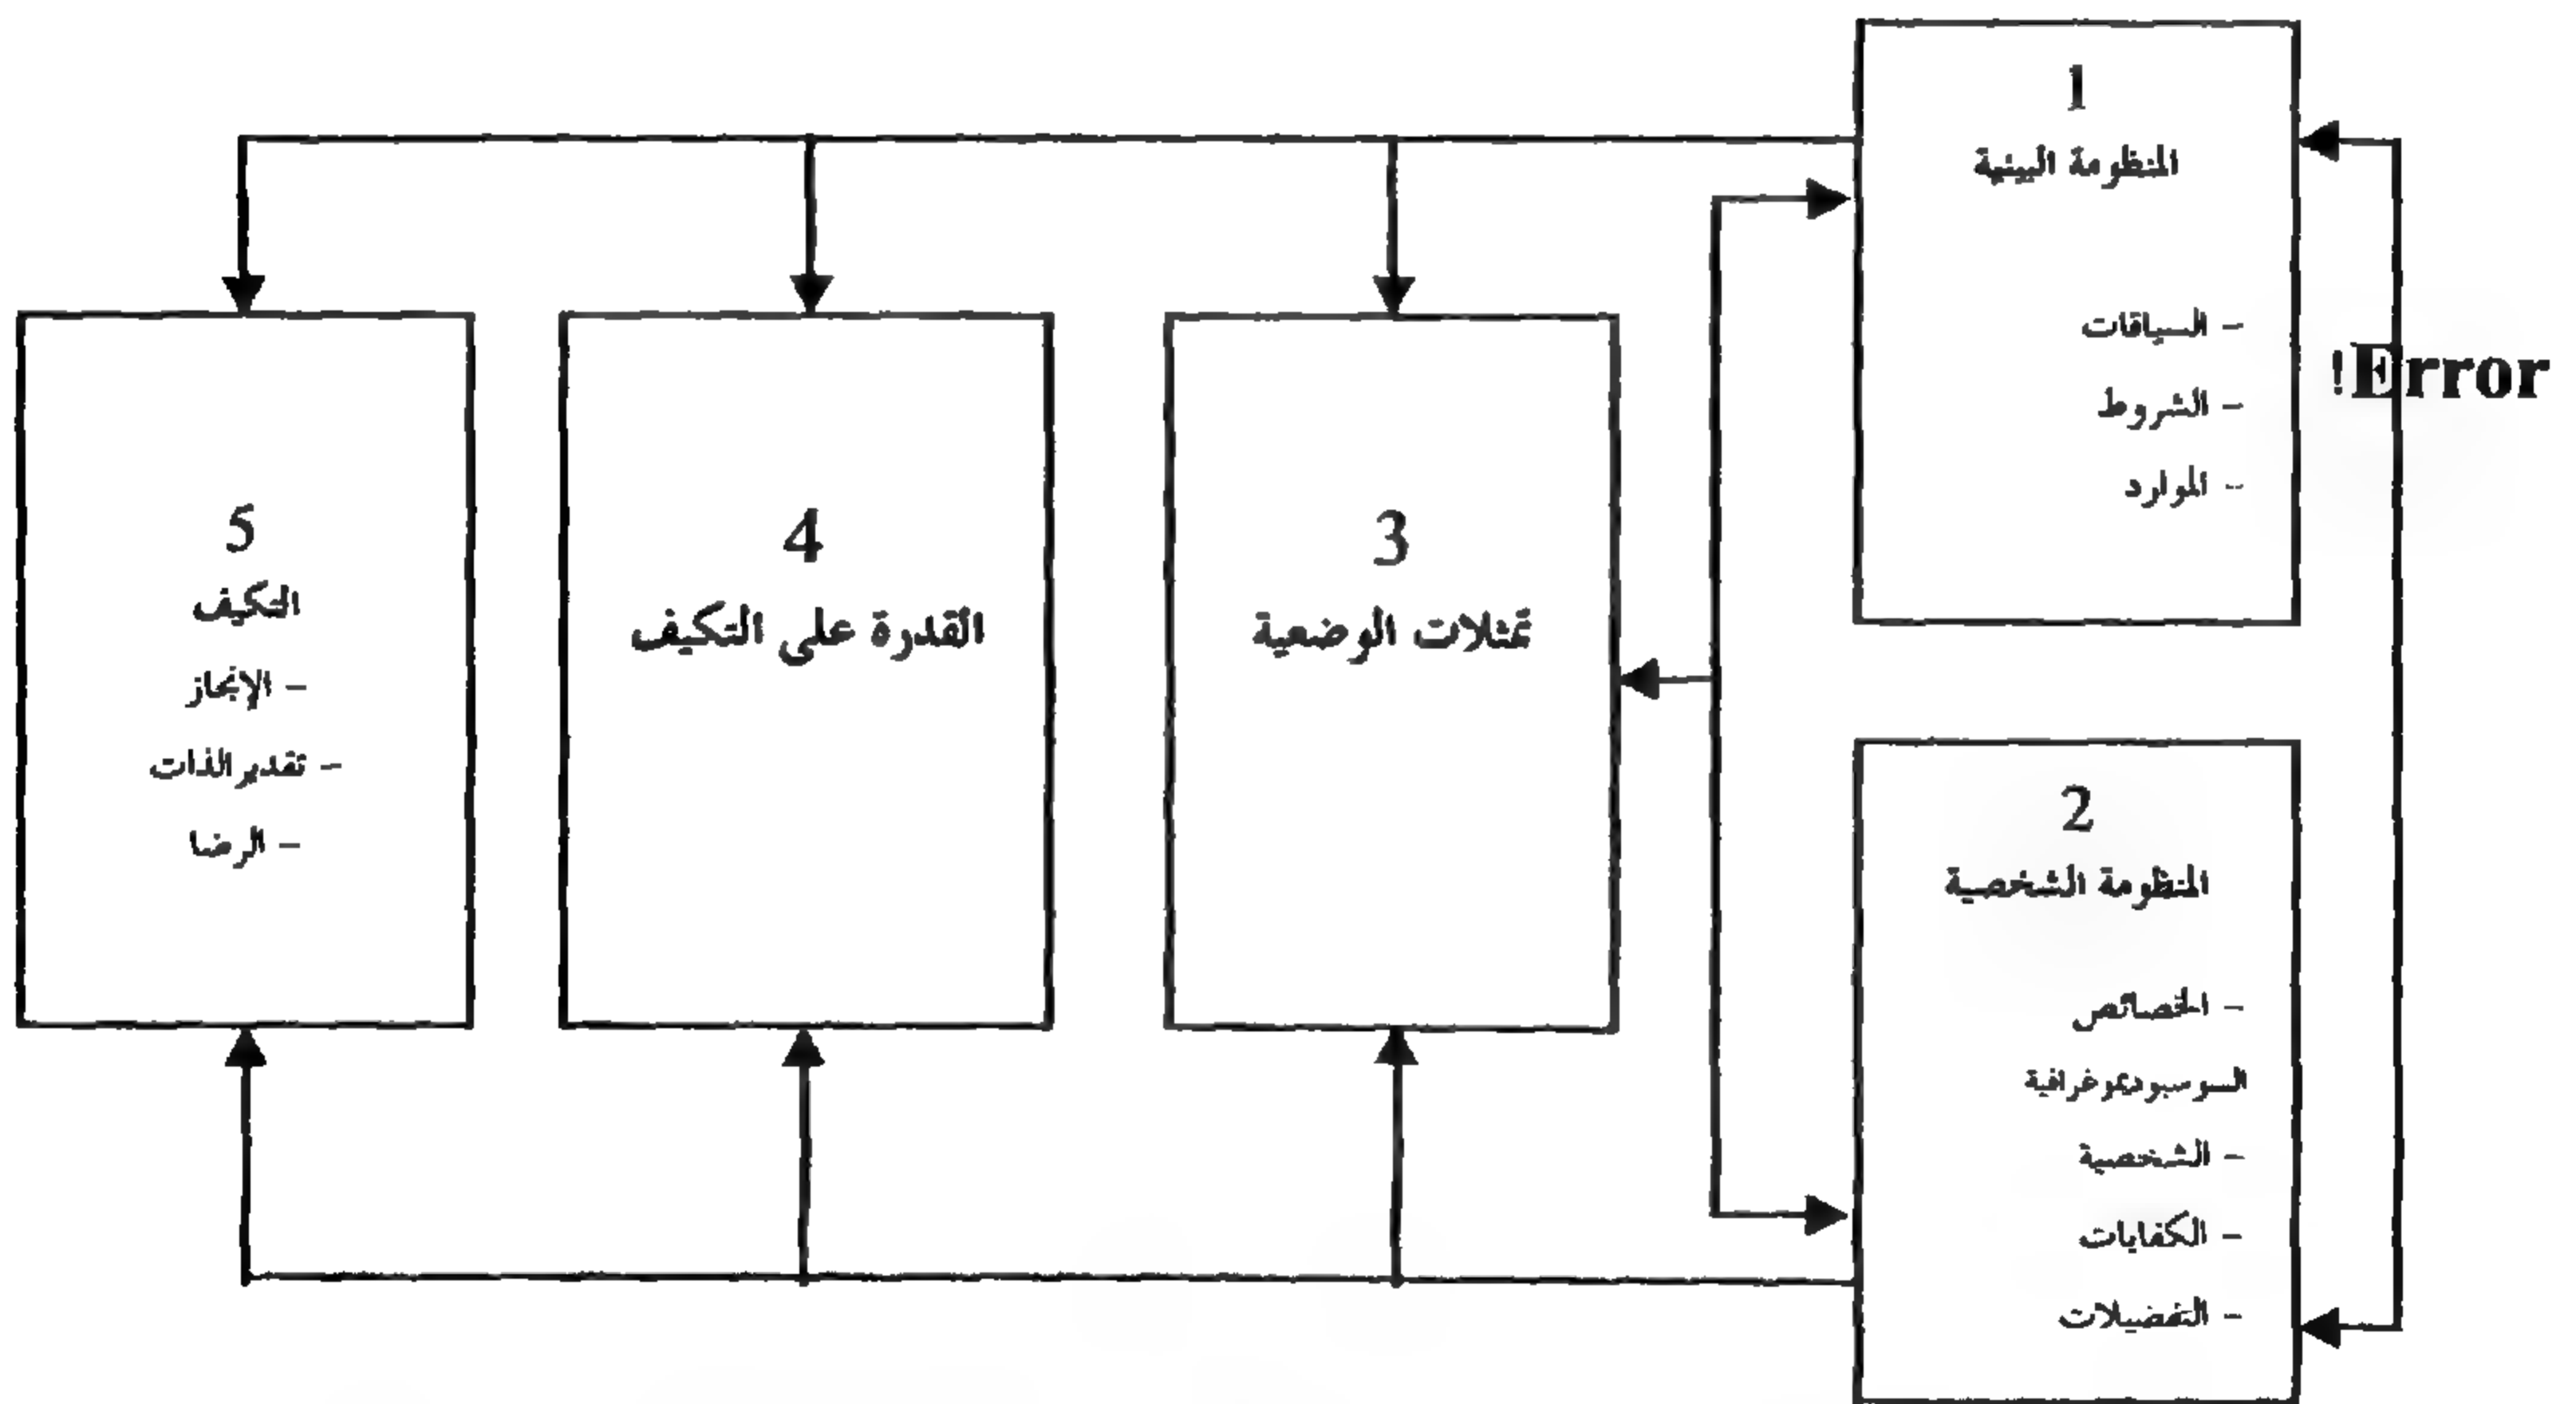 1
المنظومة البيئية
- السياقات
- الشروط
- الموارد
!Error
2
المنظومة الشخصية
- الخصائص
السوسيوديموغرافية
- الشخصية
- الكفايات
- التفضيلات
3
تمثلات الوضعية
4
القدرة على التكيف
5
التكيف
- الإنجاز
- تقدير الذات
- الرضا